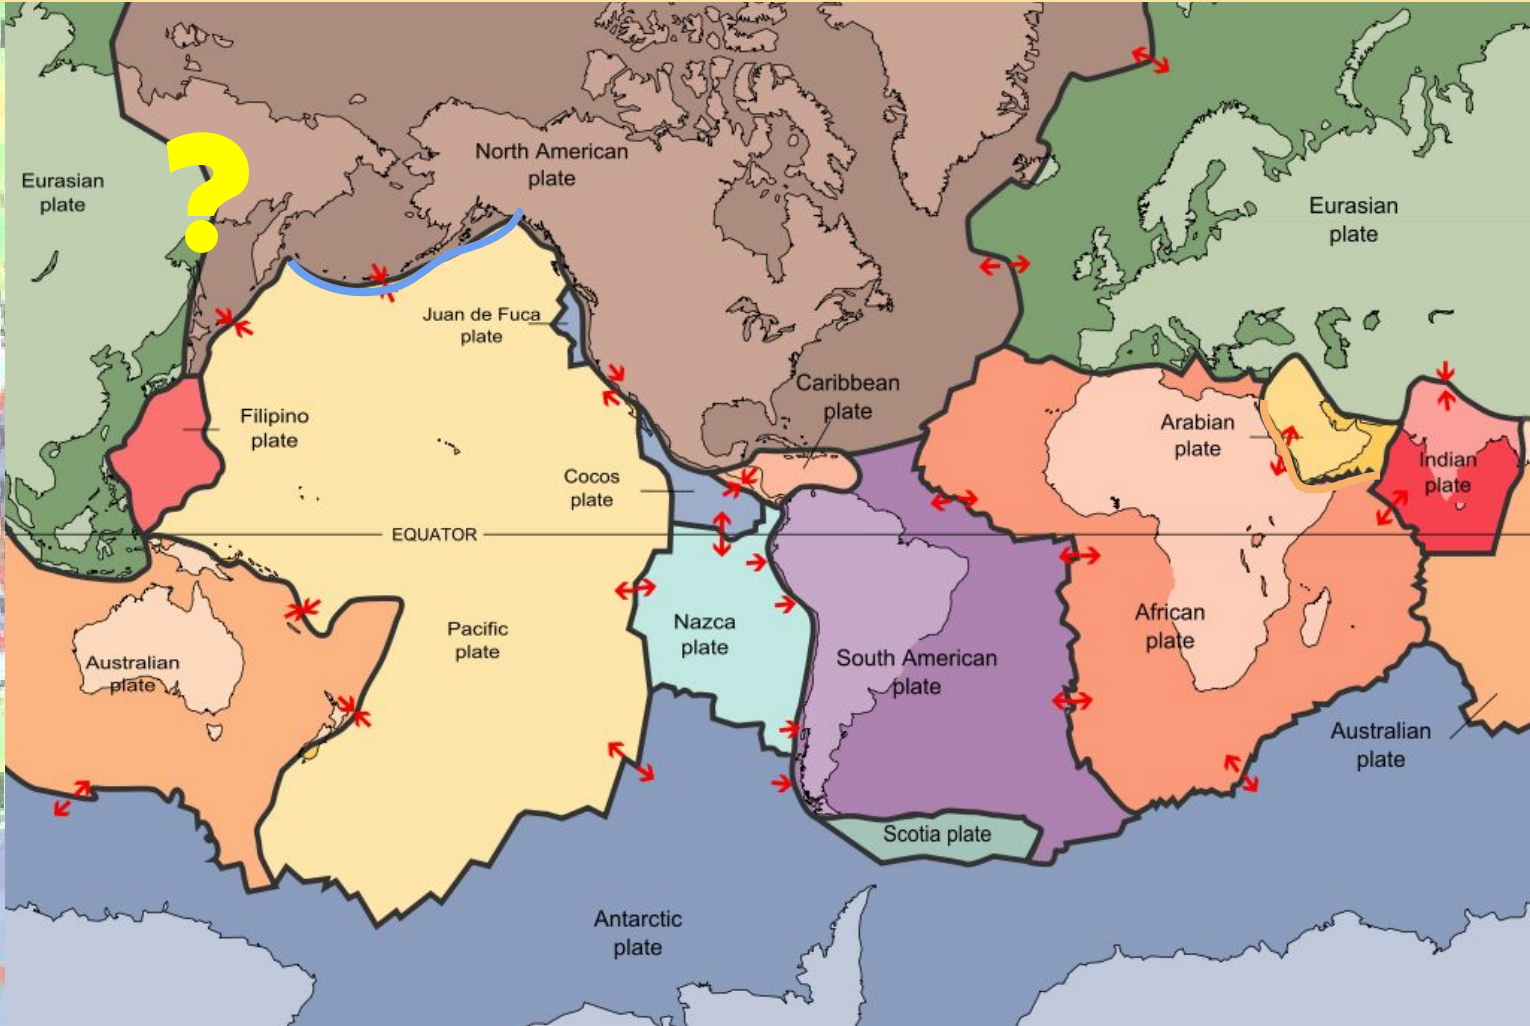 ?
North American
plate
Eurasian
plate
Eurasian
plate
Juan de Fuca
plate
Caribbean
plate
Filipino
plate
Arabian
plate
Indian
plate
Cocos
plate
EQUATOR
Nazca
plate
African
plate
Pacific
plate
South American
plate
Australian
plate
Australian
plate
Scotia plate
Antarctic
plate